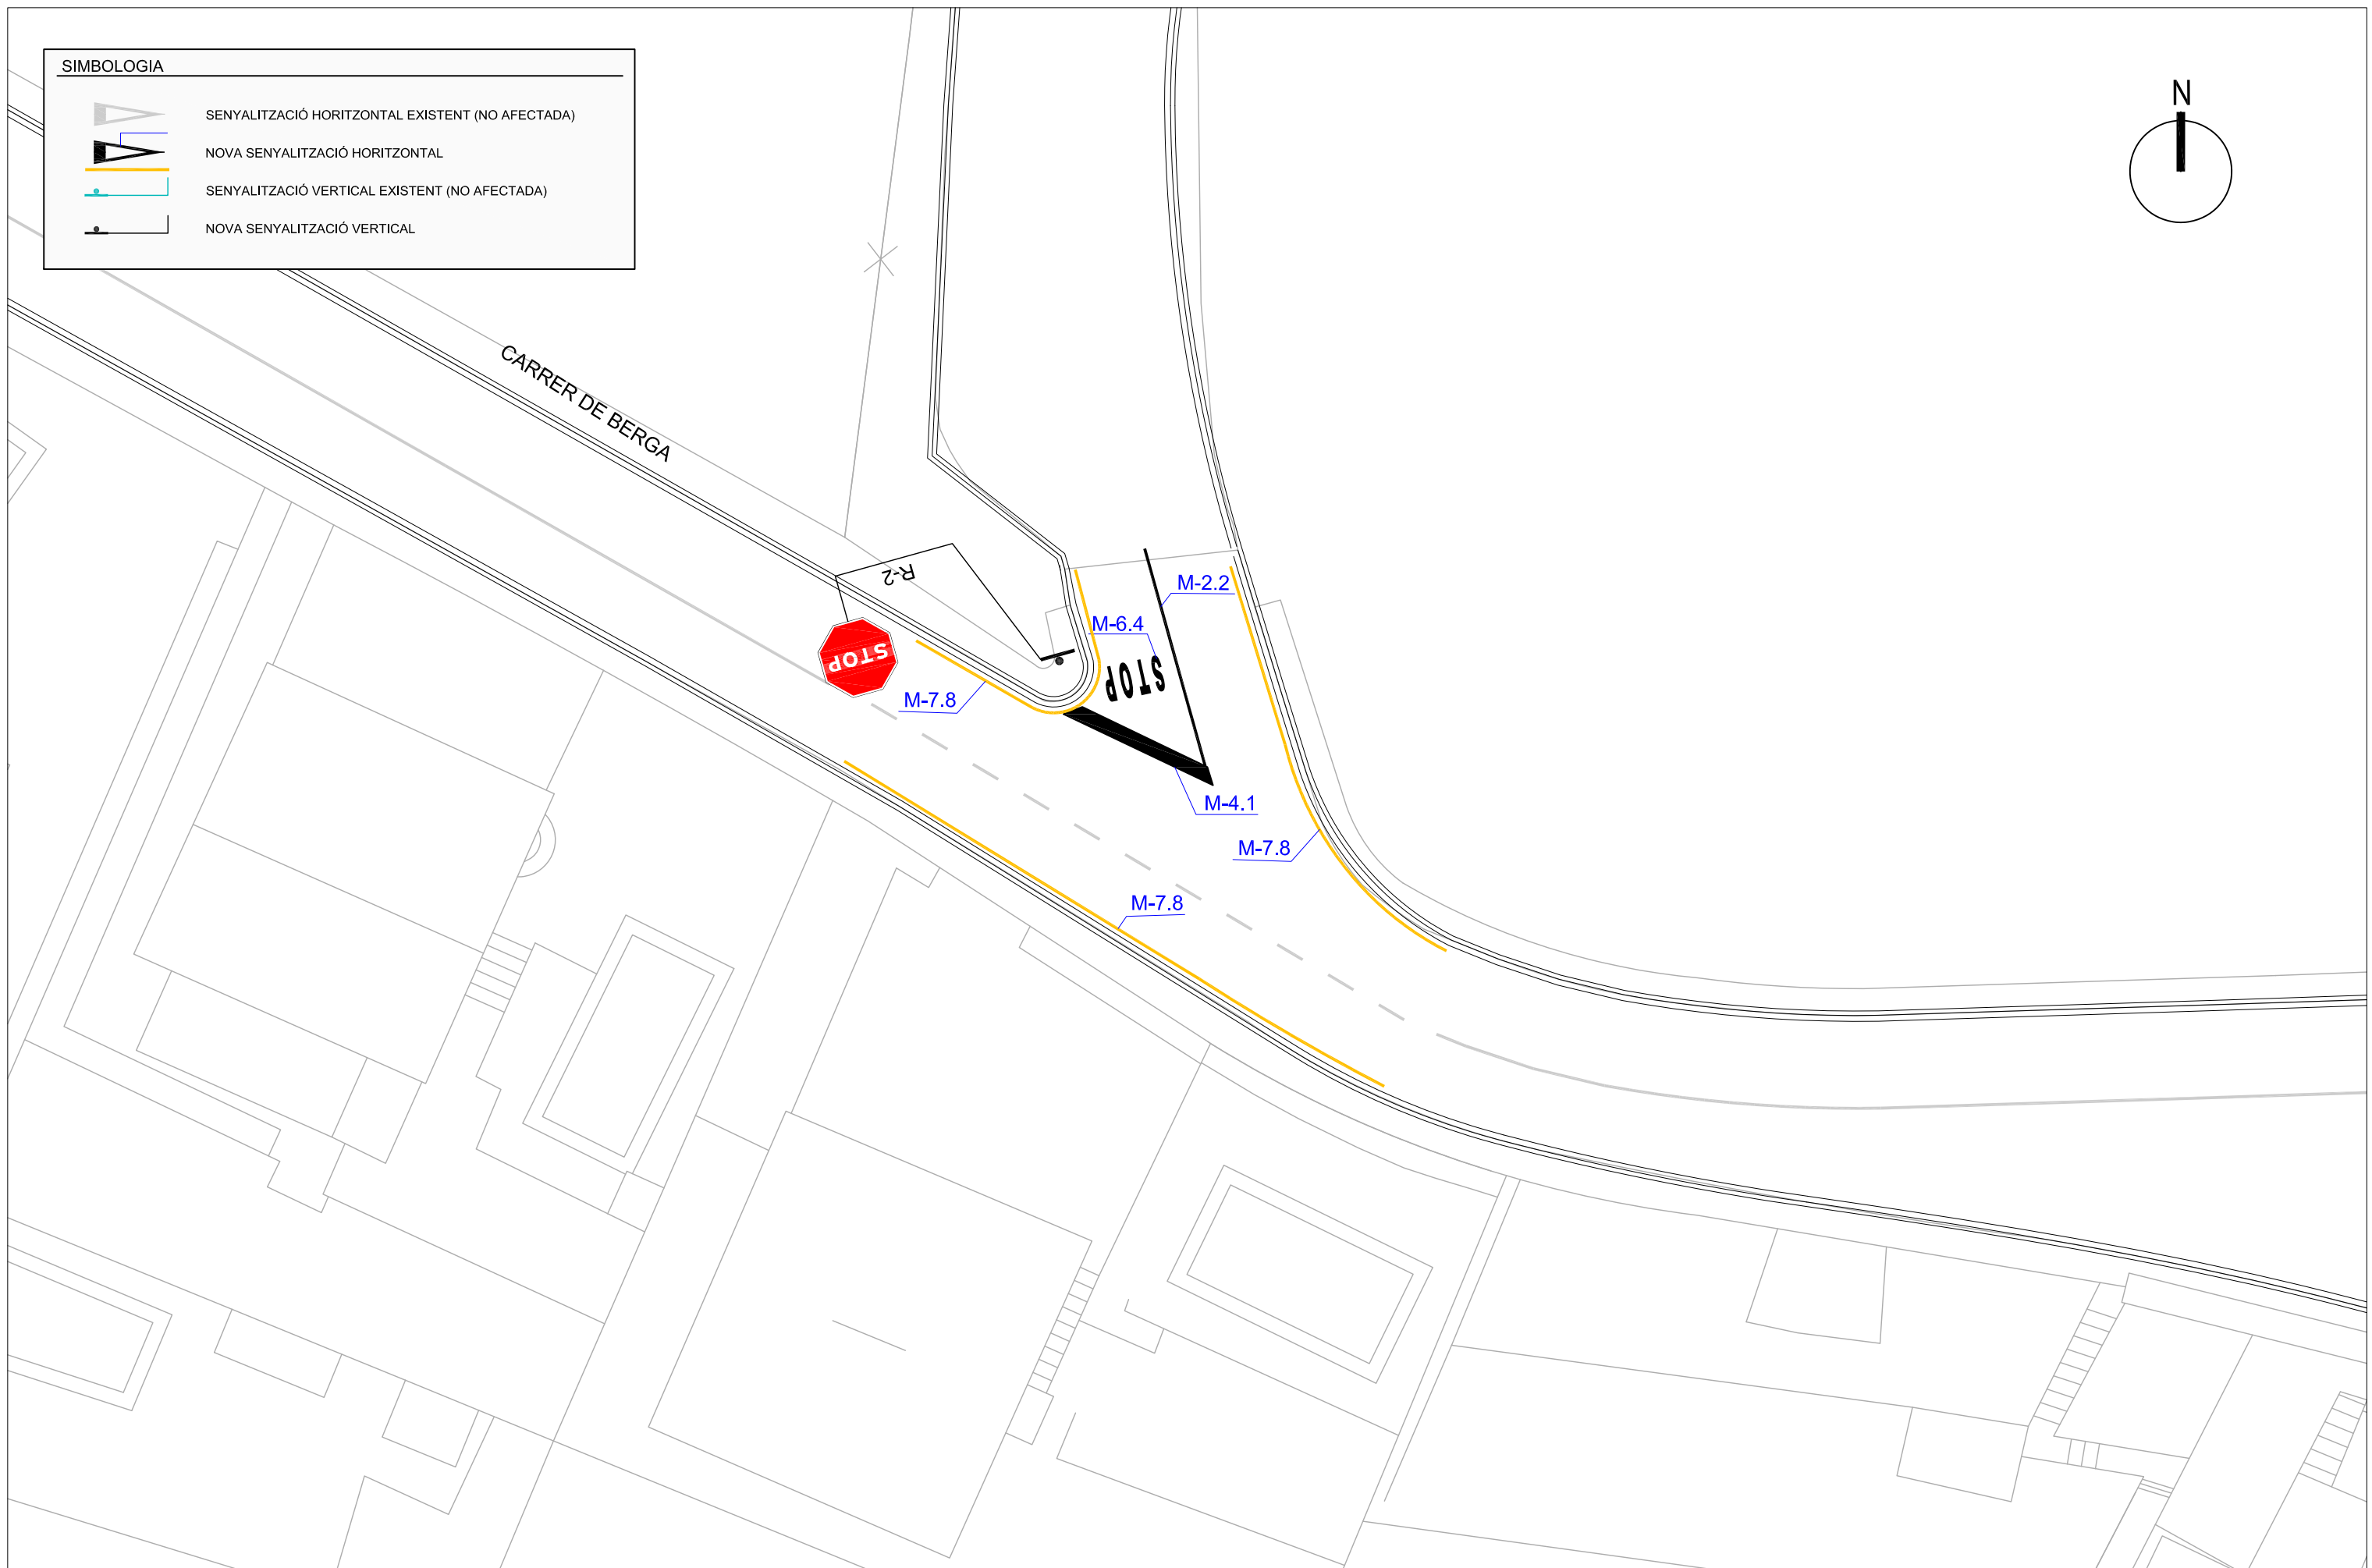 SIMBOLOGIA
SENYALITZACIÓ HORITZONTAL EXISTENT (NO AFECTADA)
NOVA SENYALITZACIÓ HORITZONTAL
SENYALITZACIÓ VERTICAL EXISTENT (NO AFECTADA)
NOVA SENYALITZACIÓ VERTICAL
N
CARRER DE BERGA
R-2
M-2.2
M-6.4
STOP
STOP
M-7.8
M-4.1
M-7.8
M-7.8